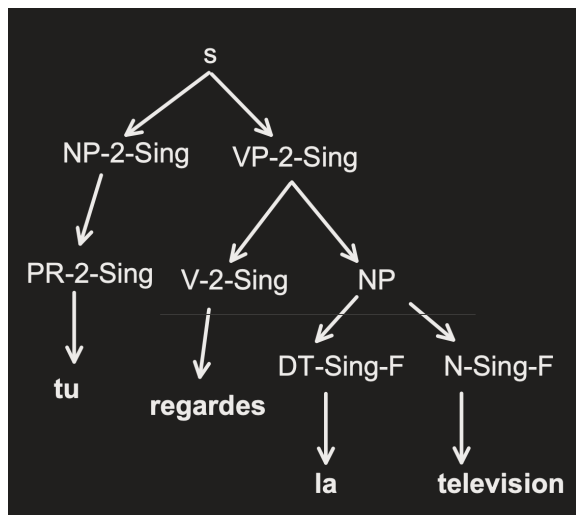 s
NP-2-Sing VP-2-Sing
PR-2-Sing V-2-Sing NP
DT-Sing-F N-Sing-F
tu regardes
la television